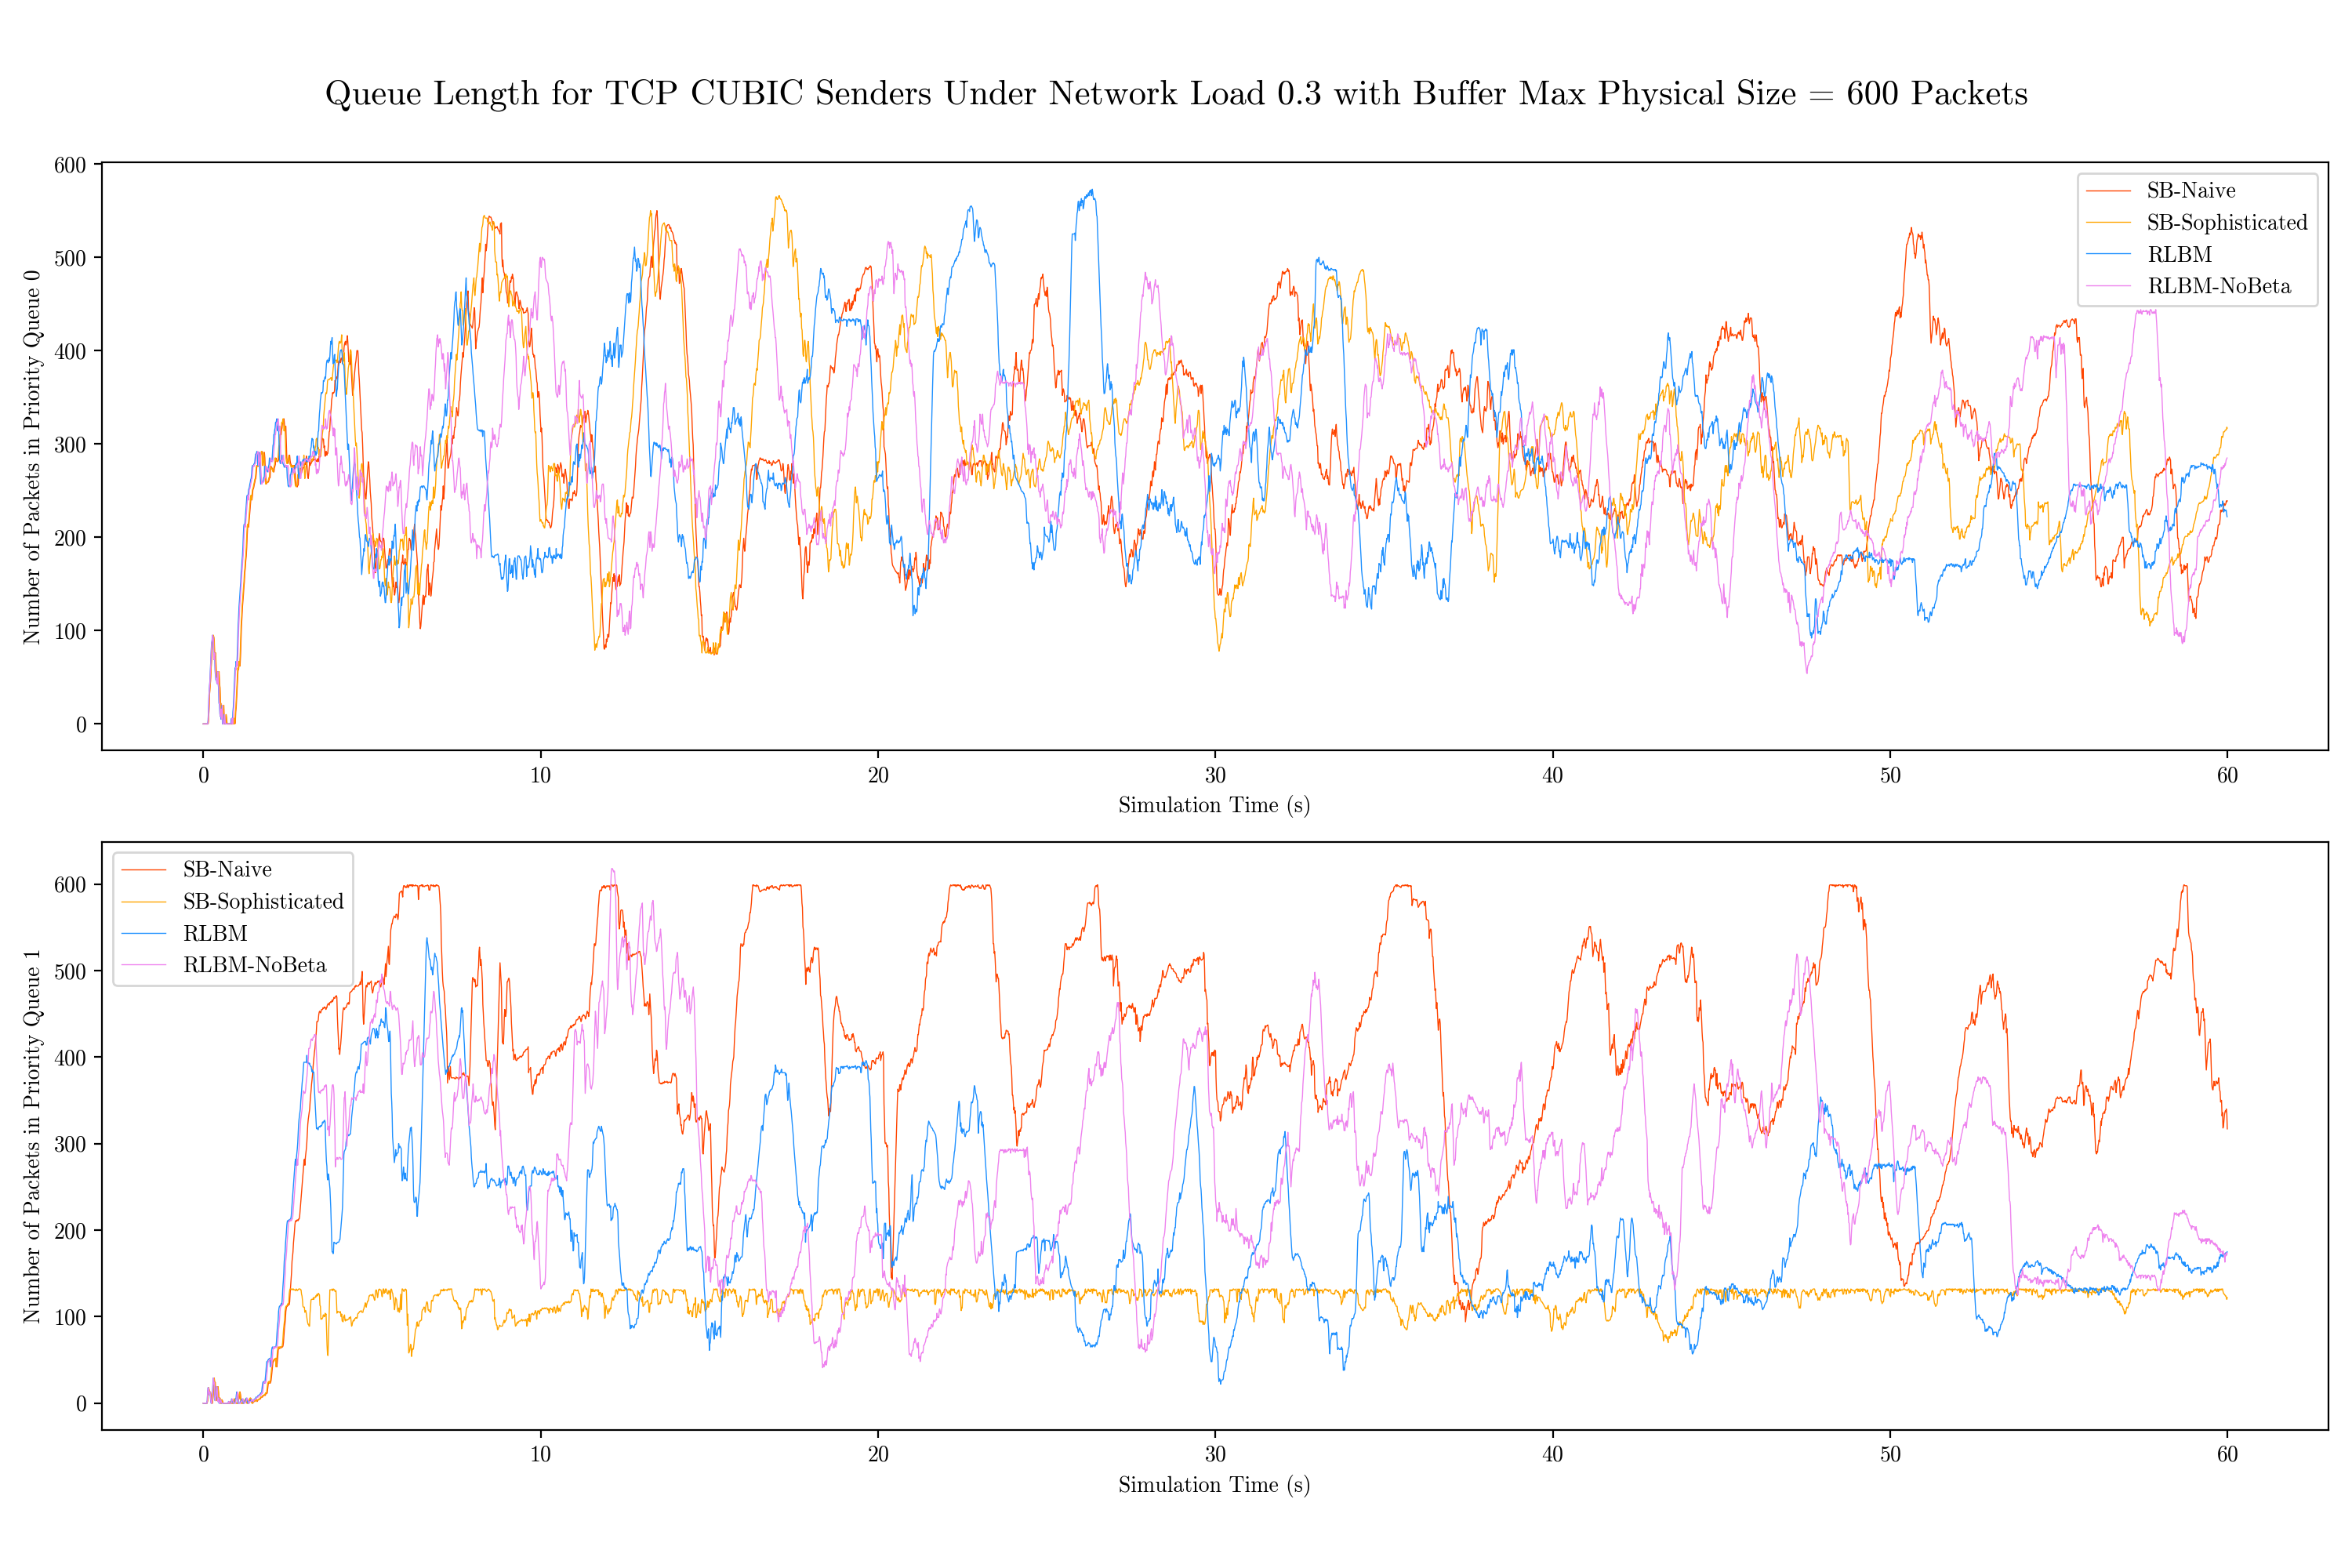 Queue Length for TCP CUBIC Senders Under Network Load 0.3 with Buffer Max Physical Size = 600 Packets
600
500
400
300
200
100
0
Number of Packets in Priority Queue 0
SB-Naive
SB-Sophisticated
RLBM
RLBM-NoBeta
0 10 20 30 40 50 60
Simulation Time (s)
600
500
400
300
200
100
0
Number of Packets in Priority Queue 1
SB-Naive
SB-Sophisticated
RLBM
RLBM-NoBeta
0 10 20 30 40 50 60
Simulation Time (s)